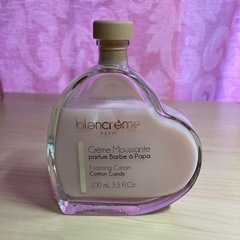 blancrème
PARIS
Crème Moussante
parfum Barbe à Papa
Foaming Cream
Cotton Candy
100 mL 3.3 Fl.Oz